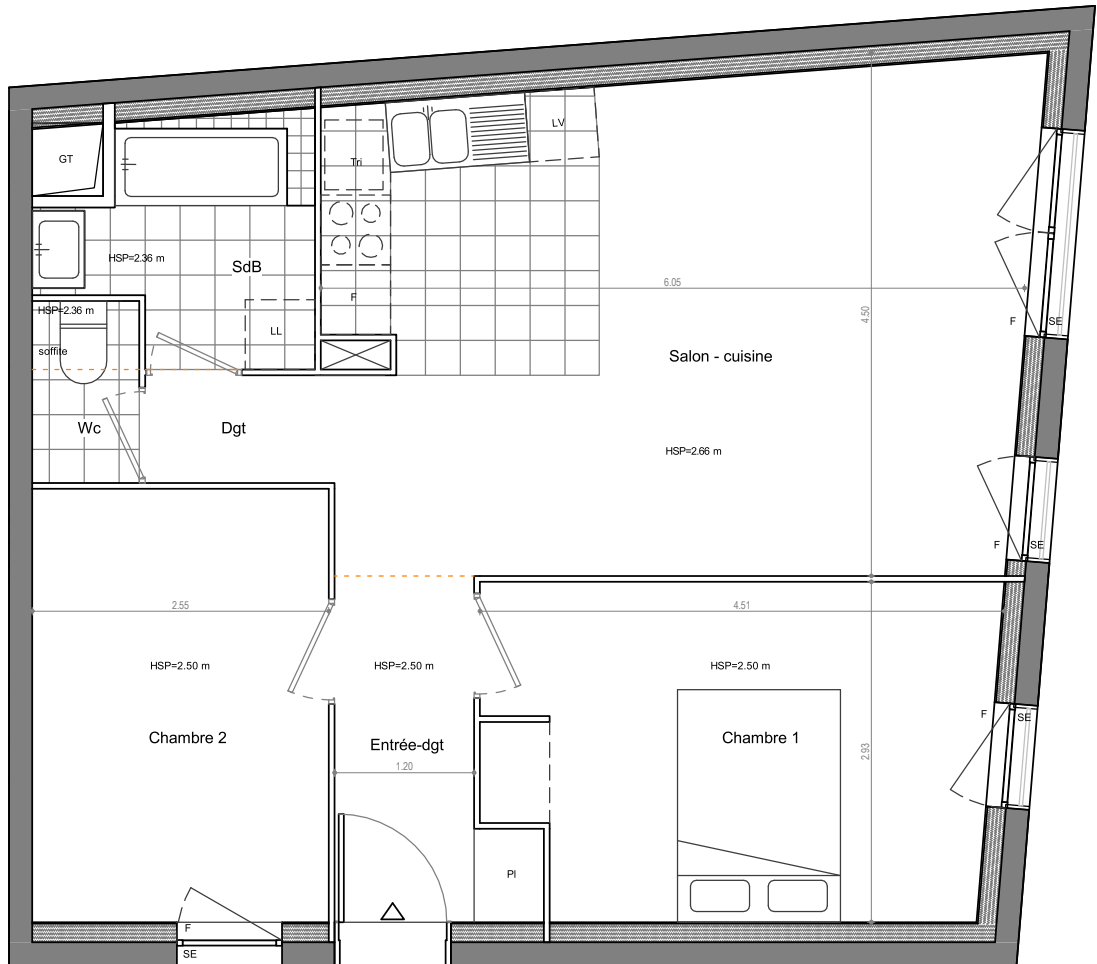 LV
GT
Tri
HSP=2.36 m
SdB
6.05
F
HSP=2.36 m
4.50
F
SE
LL
soffite
Salon - cuisine
Wc
Dgt
HSP=2.66 m
F
SE
2.55
4.51
HSP=2.50 m
HSP=2.50 m
HSP=2.50 m
F
SE
Chambre 2
Entrée-dgt
Chambre 1
2.93
1.20
Pl
F
SE